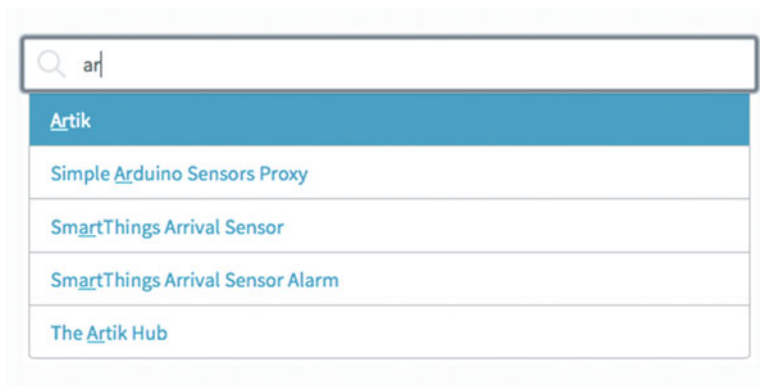 ar
Artik
Simple Arduino Sensors Proxy
SmartThings Arrival Sensor
SmartThings Arrival Sensor Alarm
The Artik Hub